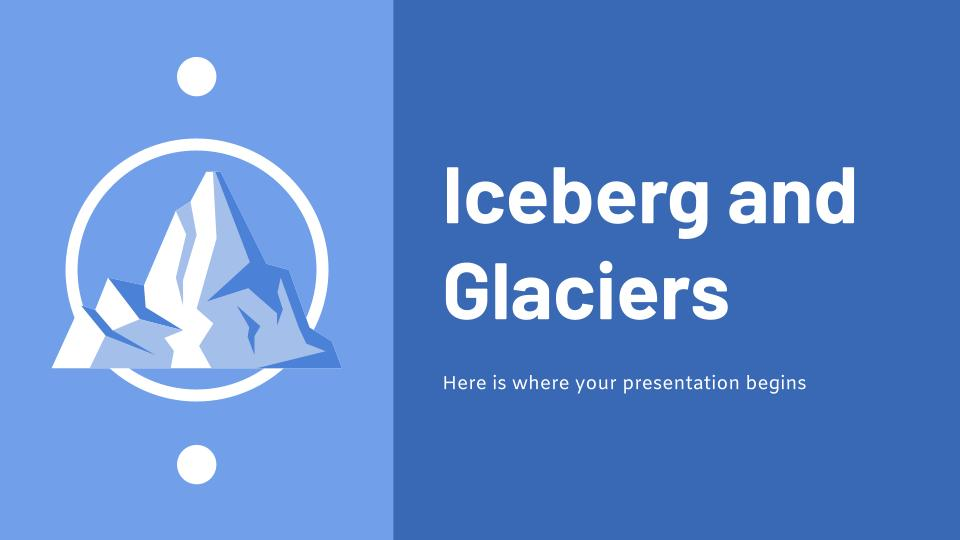 Iceberg and
Glaciers
Here is where your presentation begins